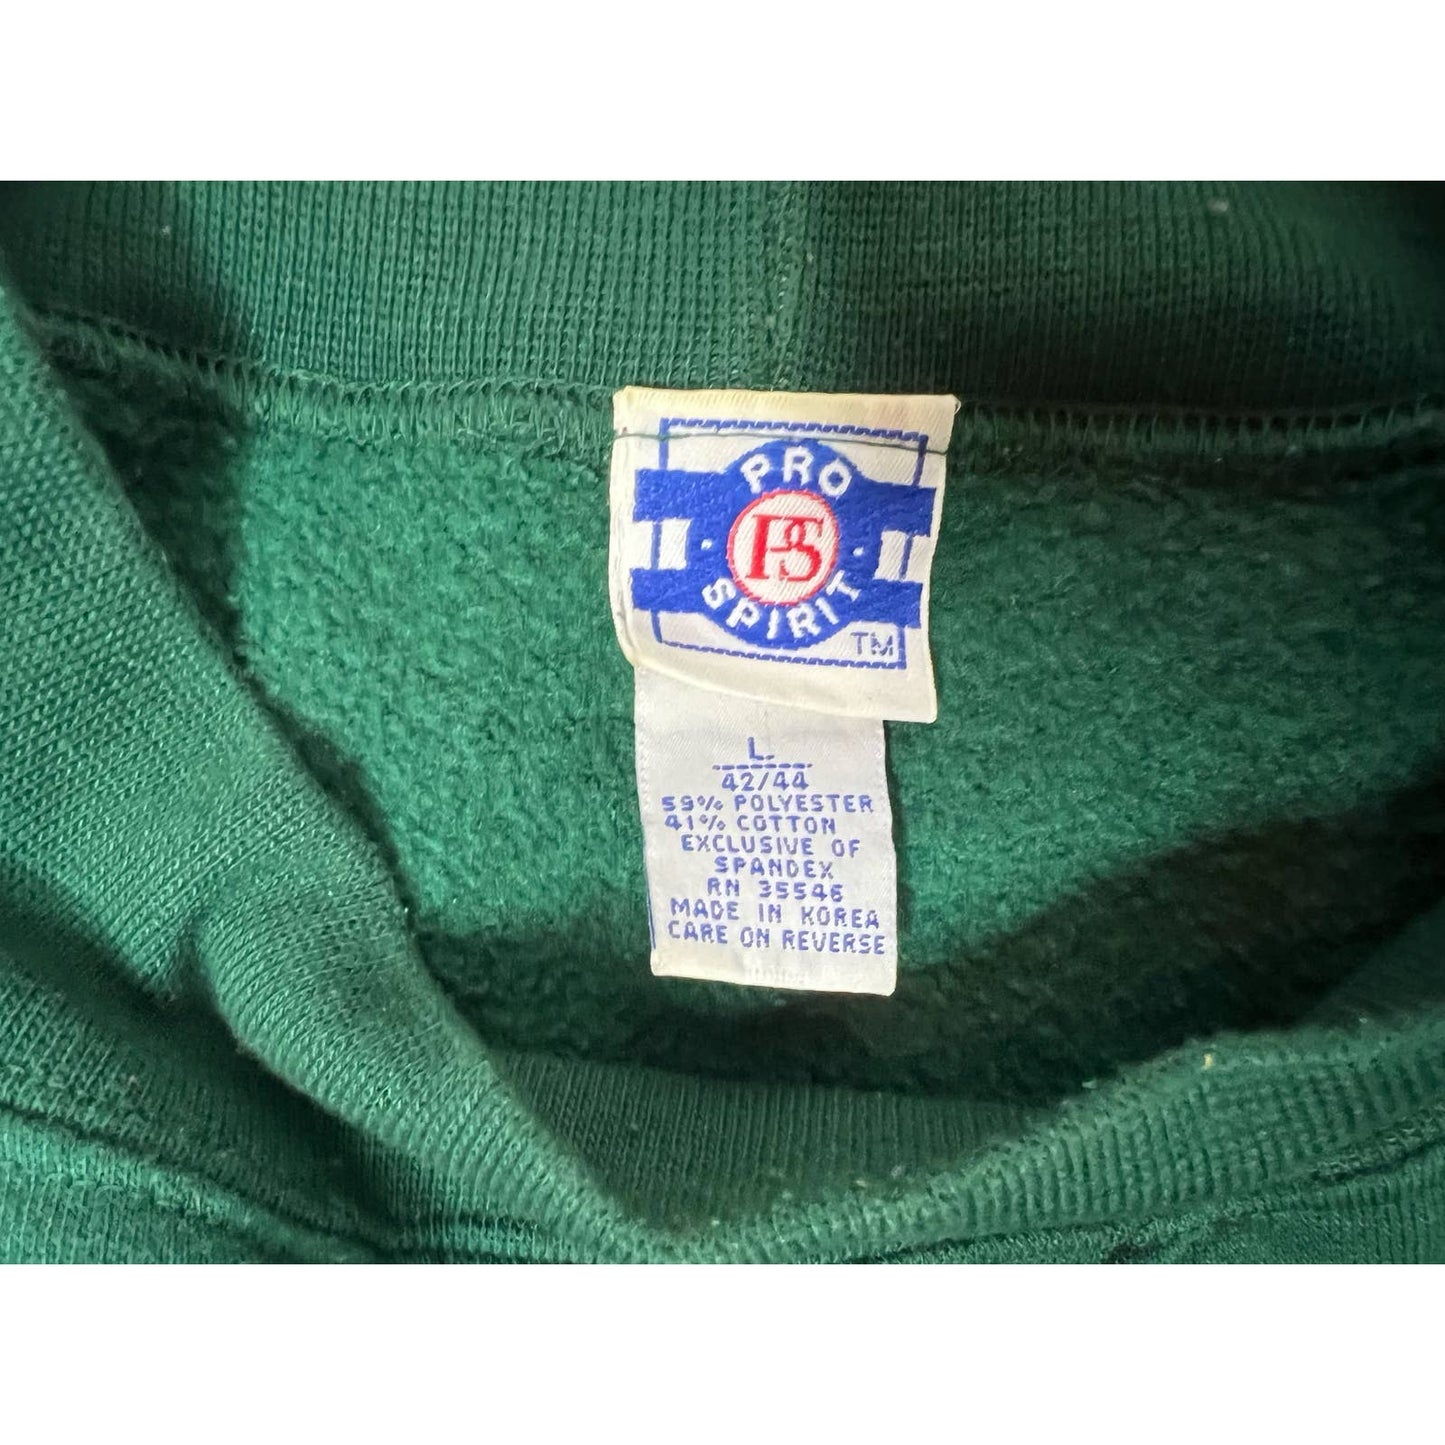 PRO
PS
SPIRIT
TM
L
42/44
59% POLYESTER
41% COTTON
EXCLUSIVE OF
SPANDEX
RN 35546
MADE IN KOREA
CARE ON REVERSE